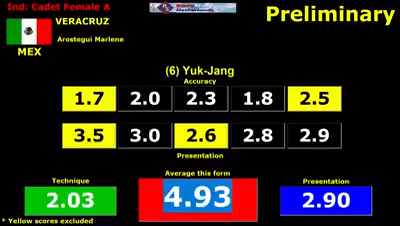 Ind: Cadet Female A
Preliminary
VERACRUZ
Arostegui Marlene
MEX
(6) Yuk-Jang
Accuracy
1.7 2.0 2.3 1.8 2.5
3.5 3.0 2.6 2.8 2.9
Presentation
Technique
Average this form
Presentation
2.03
4.93
2.90
* Yellow scores excluded